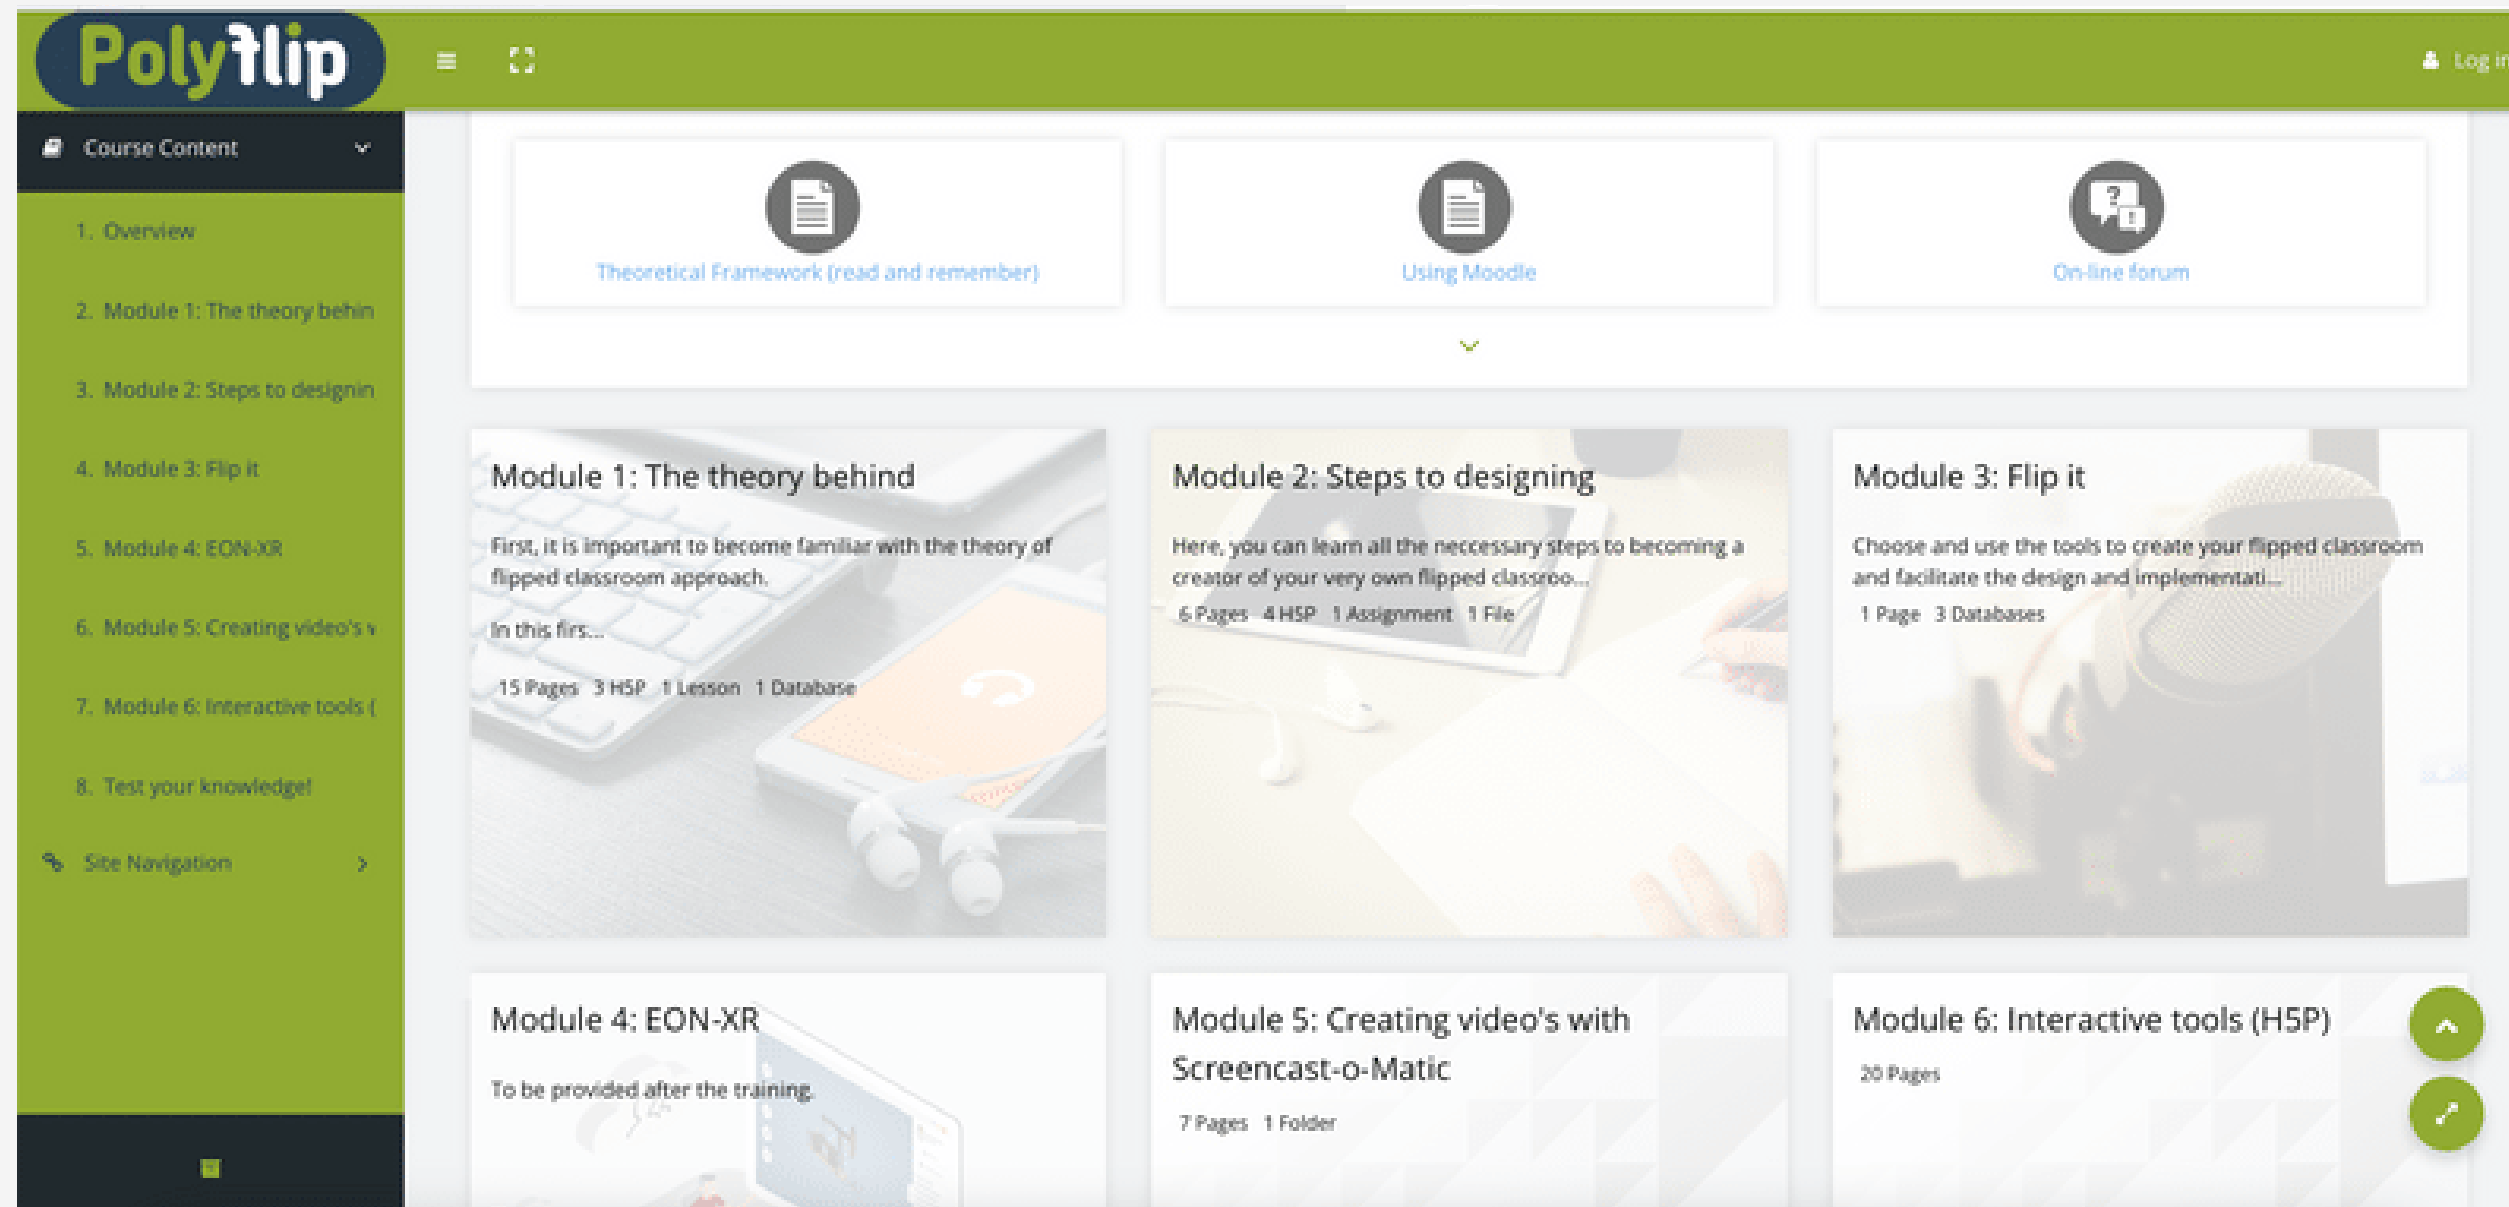 Polyflip
Log in
Course Content
1. Overview
2. Module 1: The theory behin
3. Module 2: Steps to designin
4. Module 3: Flip it
5. Module 4: EON-XR
6. Module 5: Creating video's
7. Module 6: Interactive tools (
8. Test your knowledge!
Site Navigation
Theoretical Framework (read and remember)
Using Moodle
On-line forum
Module 1: The theory behind
First, it is important to become familiar with the theory of
flipped classroom approach.
In this firs...
15 Pages 3 H5P 1 Lesson 1 Database
Module 2: Steps to designing
Here, you can learn all the neccessary steps to becoming a
creator of your very own flipped classroo...
6 Pages 4 H5P 1 Assignment 1 File
Module 3: Flip it
Choose and use the tools to create your flipped classroom
and facilitate the design and implementati...
1 Page 3 Databases
Module 4: EON-XR
To be provided after the training.
Module 5: Creating video's with
Screencast-o-Matic
7 Pages 1 Folder
Module 6: Interactive tools (H5P)
20 Pages